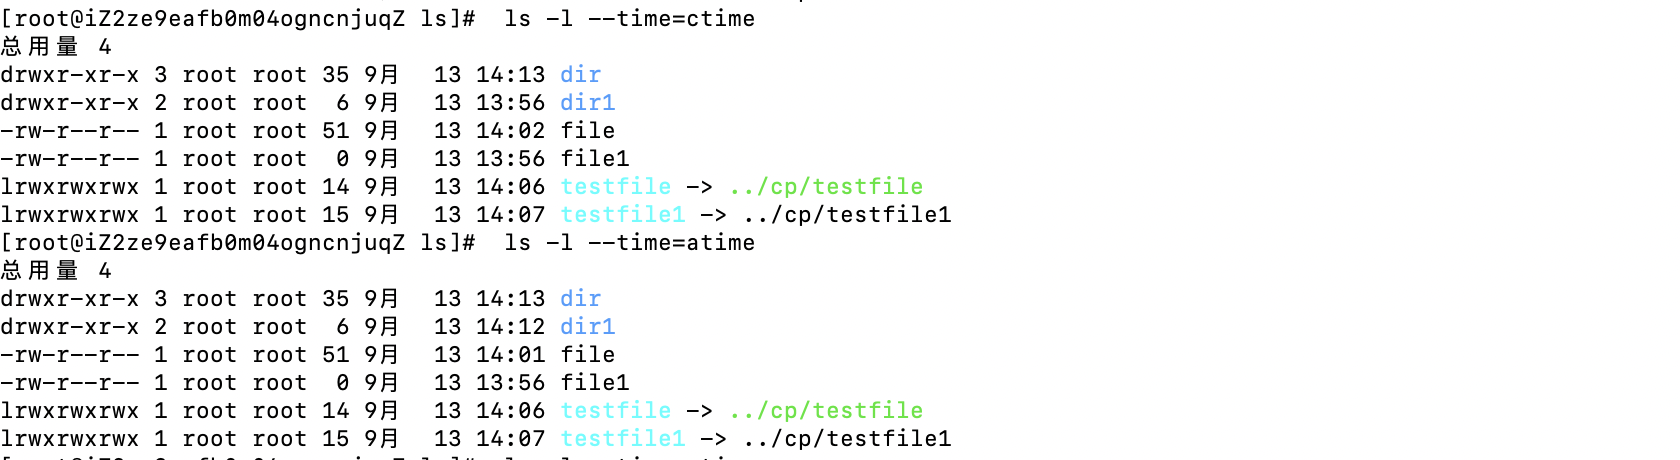 [root@iZ2ze9eafb0m04ogncnjuqZ ls]#  ls -l --time=ctime
总用量 4
drwxr-xr-x 3 root root 35 9月  13 14:13 dir
drwxr-xr-x 2 root root  6 9月  13 13:56 dir1
-rw-r--r-- 1 root root 51 9月  13 14:02 file
-rw-r--r-- 1 root root  0 9月  13 13:56 file1
lrwxrwxrwx 1 root root 14 9月  13 14:06 testfile -> ../cp/testfile
lrwxrwxrwx 1 root root 15 9月  13 14:07 testfile1 -> ../cp/testfile1
[root@iZ2ze9eafb0m04ogncnjuqZ ls]#  ls -l --time=atime
总用量 4
drwxr-xr-x 3 root root 35 9月  13 14:13 dir
drwxr-xr-x 2 root root  6 9月  13 14:12 dir1
-rw-r--r-- 1 root root 51 9月  13 14:01 file
-rw-r--r-- 1 root root  0 9月  13 13:56 file1
lrwxrwxrwx 1 root root 14 9月  13 14:06 testfile -> ../cp/testfile
lrwxrwxrwx 1 root root 15 9月  13 14:07 testfile1 -> ../cp/testfile1